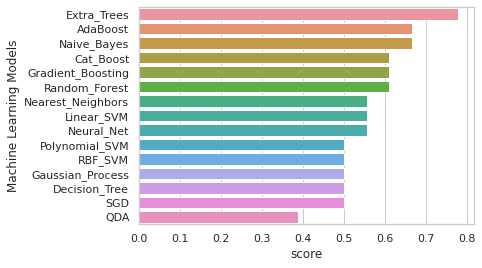 Machine Learning Models
Extra_Trees
AdaBoost
Naive_Bayes
Cat_Boost
Gradient_Boosting
Random_Forest
Nearest_Neighbors
Linear_SVM
Neural_Net
Polynomial_SVM
RBF_SVM
Gaussian_Process
Decision_Tree
SGD
QDA
0.0 0.1 0.2 0.3 0.4 0.5 0.6 0.7 0.8
score